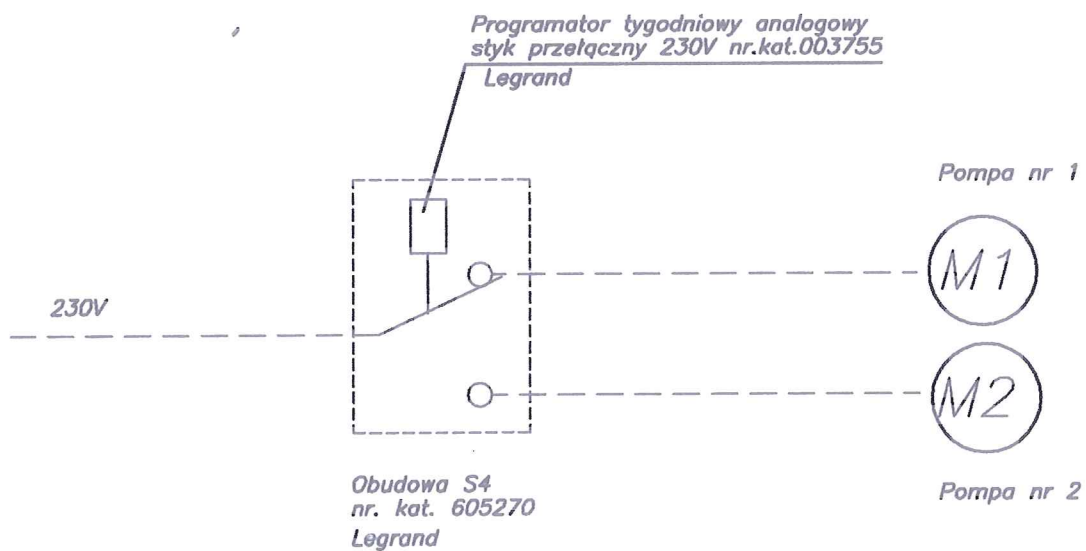 Programator tygodniowy analogowy
styk przełączny 230V nr.kat.003755
Legrand
Pompa nr 1
M1
230V
M2
Obudowa S4
nr. kat. 605270
Legrand
Pompa nr 2